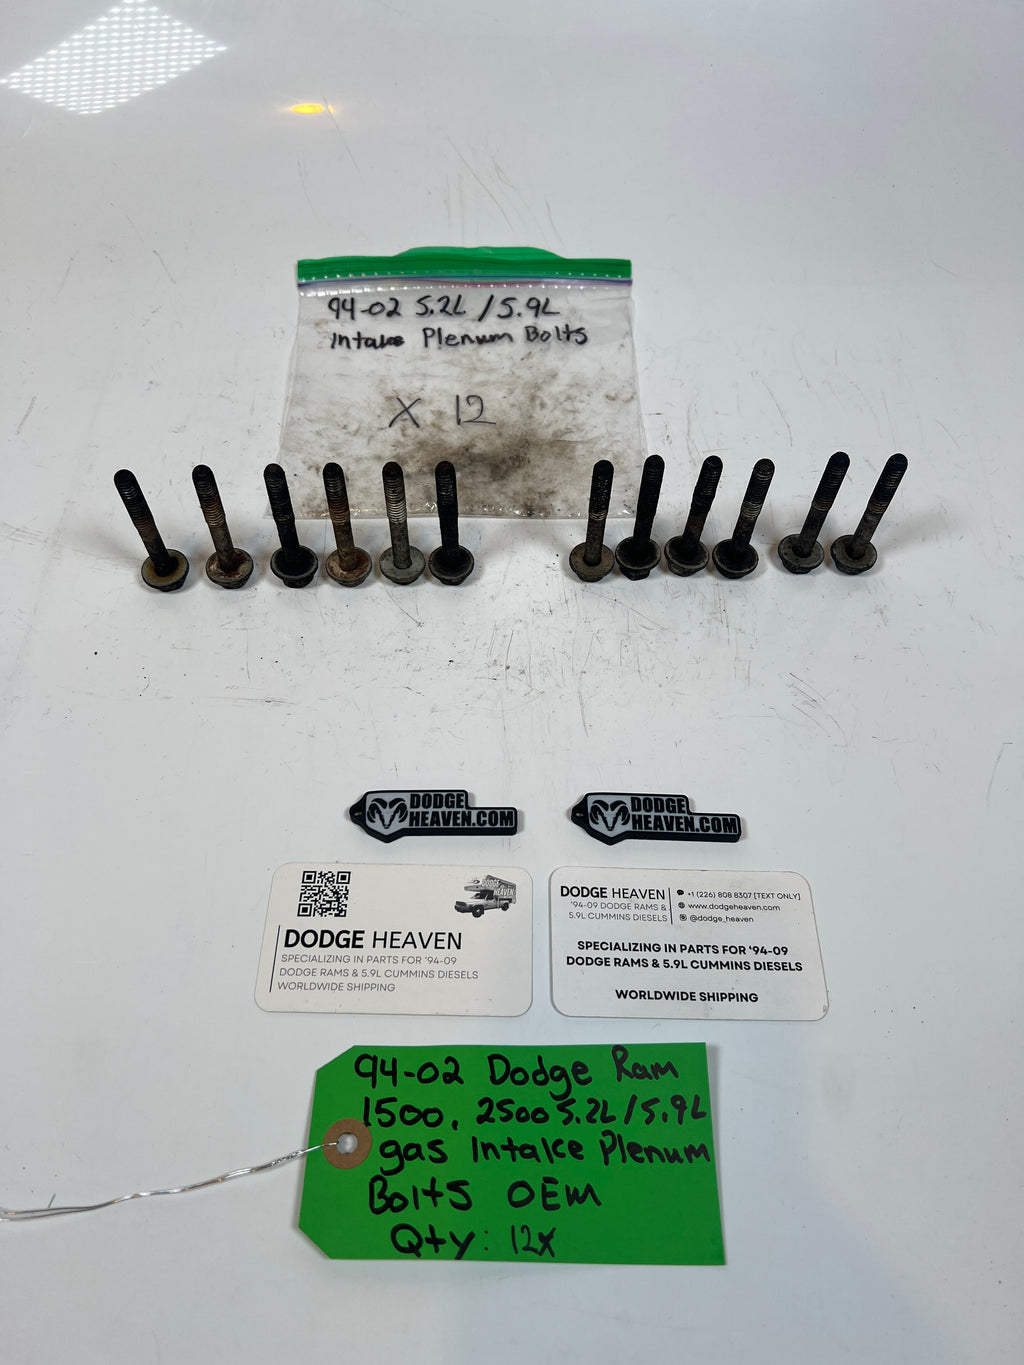 94-02 5.2L / 5.9L
Intake Plenum Bolts
X 12
DODGE
HEAVEN.COM
DODGE
HEAVEN.COM
DODGE
HEAVEN
DODGE HEAVEN
SPECIALIZING IN PARTS FOR '94-09
DODGE RAMS & 5.9L CUMMINS DIESELS
WORLDWIDE SHIPPING
DODGE HEAVEN
'94-09 DODGE RAMS &
5.9L CUMMINS DIESELS
+1 (226) 808 8307 [TEXT ONLY]
www.dodgeheaven.com
@dodge_heaven
SPECIALIZING IN PARTS FOR '94-09
DODGE RAMS & 5.9L CUMMINS DIESELS
WORLDWIDE SHIPPING
94-02 Dodge Ram
1500, 2500 5.2L / 5.9L
gas Intake Plenum
Bolts OEM
Qty: 12x